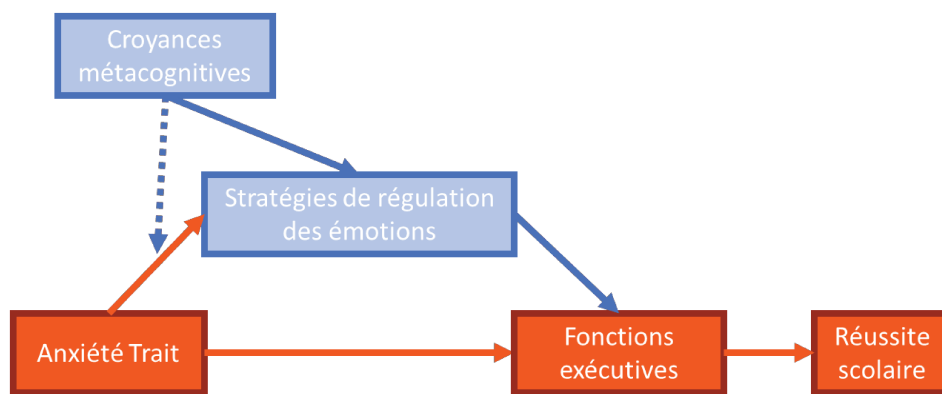 Croyances
métacognitives
Stratégies de régulation
des émotions
Anxiété Trait
Fonctions
exécutives
Réussite
scolaire